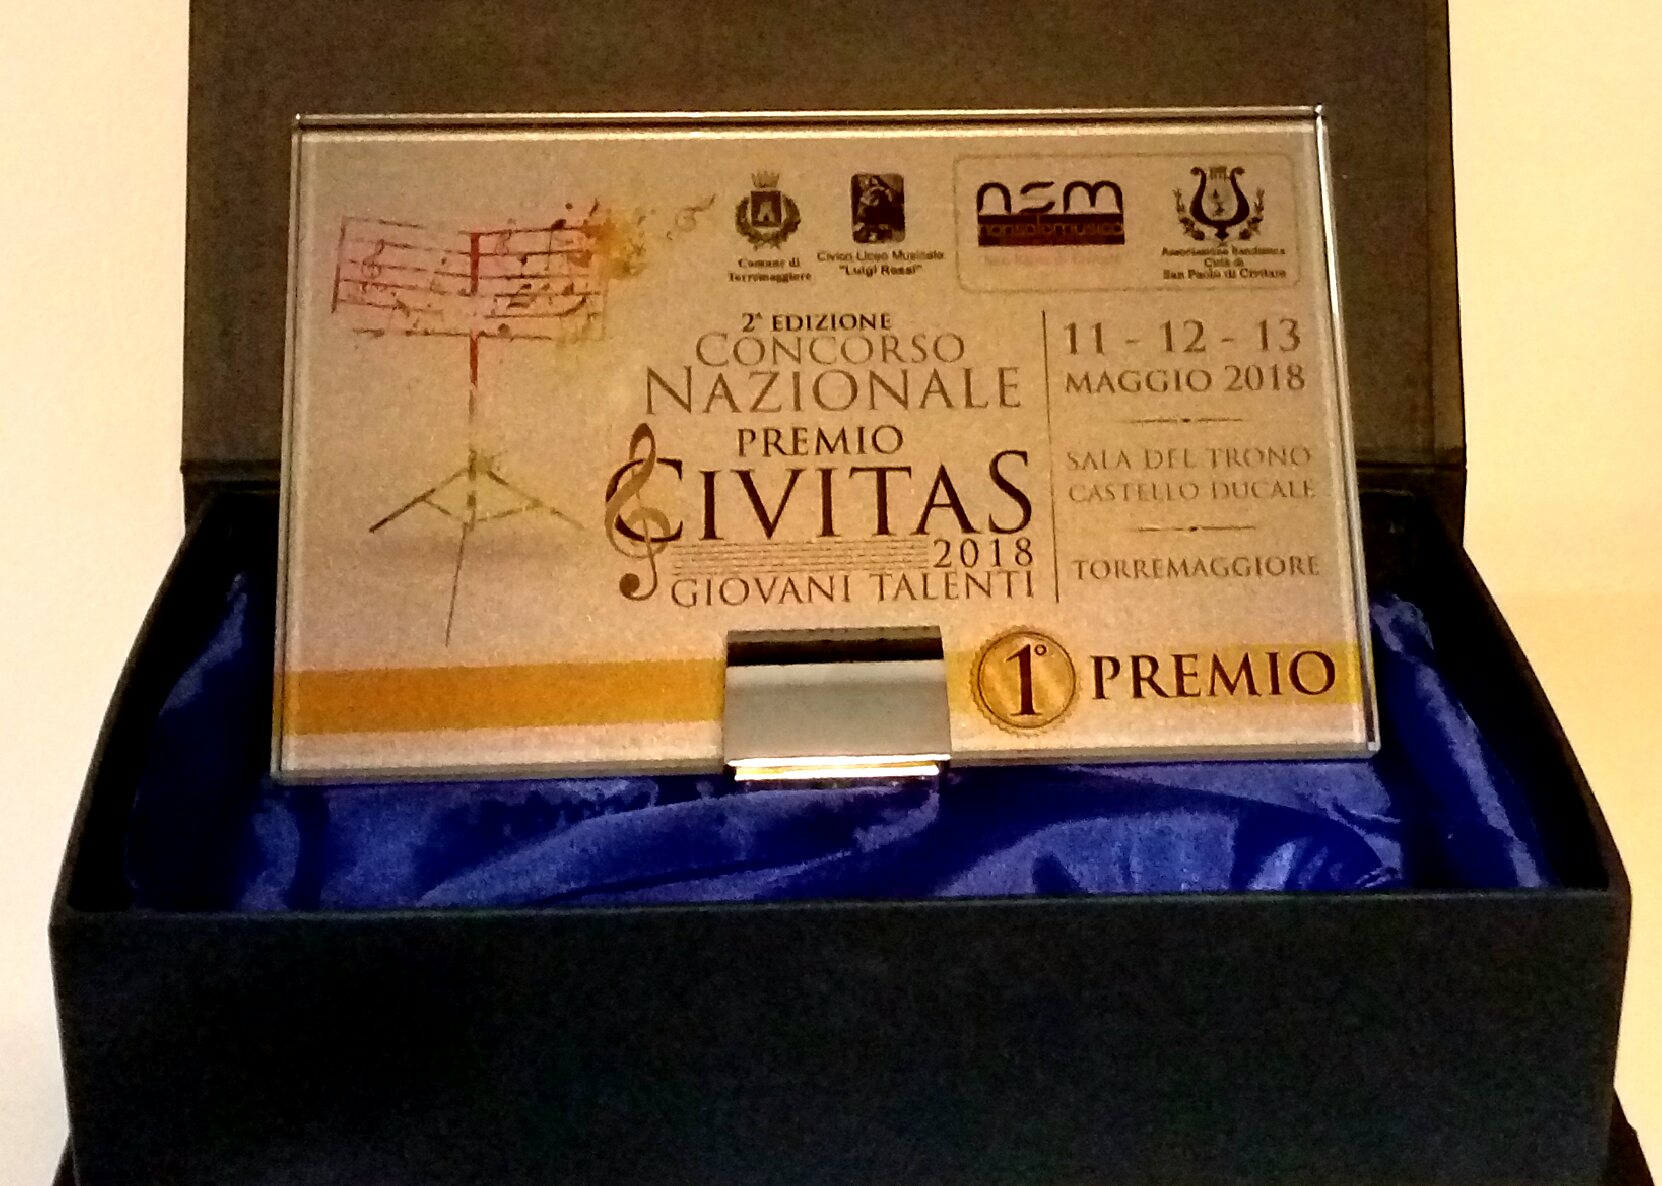 Comune di
Torremaggiore
Civico Liceo Musicale
"Luigi Rossi"
nsm
nonsolomusica
Associazione Bandistica
Città di
San Paolo di Civitate
2ª EDIZIONE
CONCORSO
NAZIONALE
PREMIO
CIVITAS
2018
GIOVANI TALENTI
11 - 12 - 13
MAGGIO 2018
SALA DEL TRONO
CASTELLO DUCALE
TORREMAGGIORE
1° PREMIO